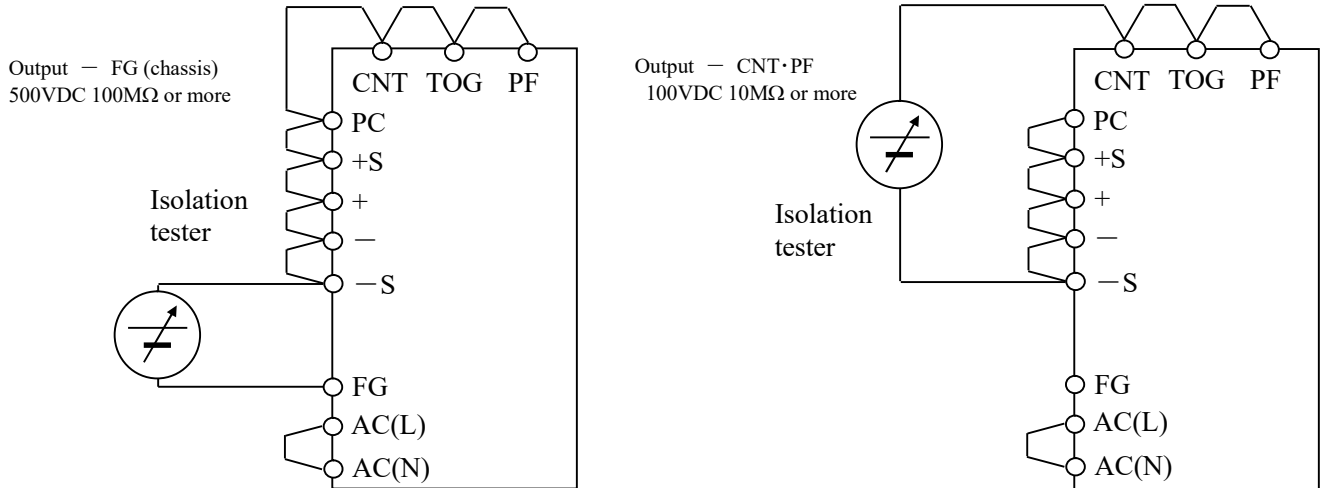 Output － FG (chassis)
500VDC 100MΩ or more
CNT TOG PF
PC
+S
+
－
－S
Isolation
tester
FG
AC(L)
AC(N)
Output － CNT･PF
100VDC 10MΩ or more
CNT TOG PF
PC
+S
+
－
－S
Isolation
tester
FG
AC(L)
AC(N)